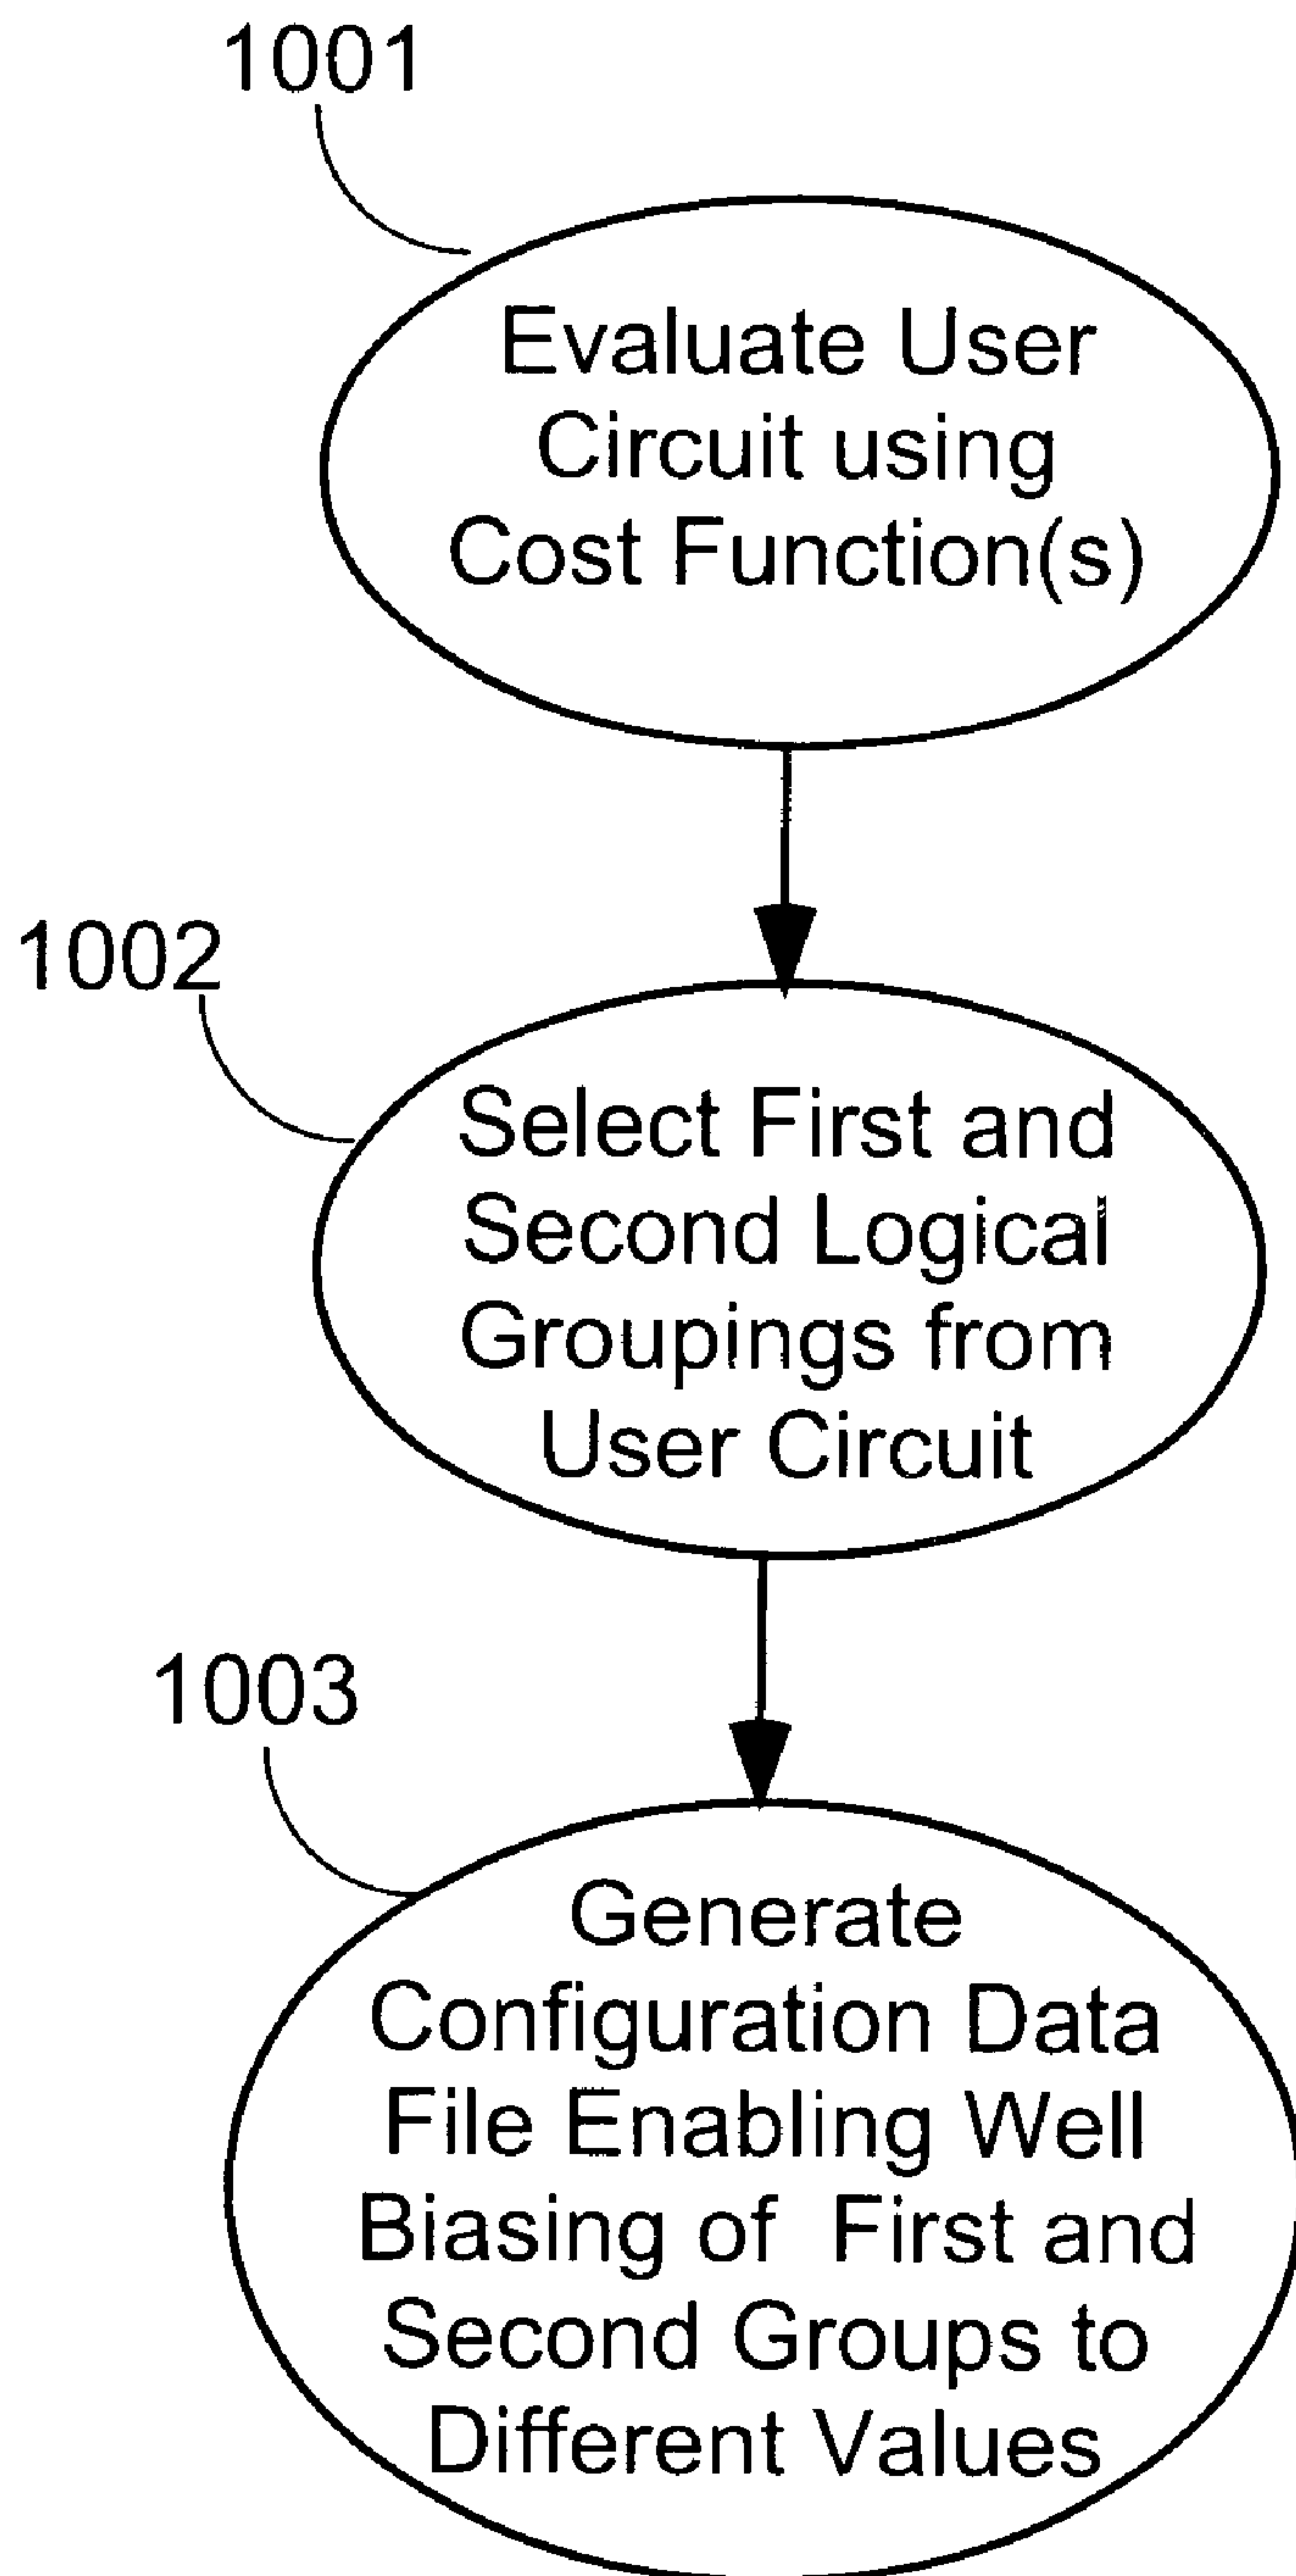 1001
Evaluate User
Circuit using
Cost Function(s)
1002
Select First and
Second Logical
Groupings from
User Circuit
1003
Generate
Configuration Data
File Enabling Well
Biasing of First and
Second Groups to
Different Values